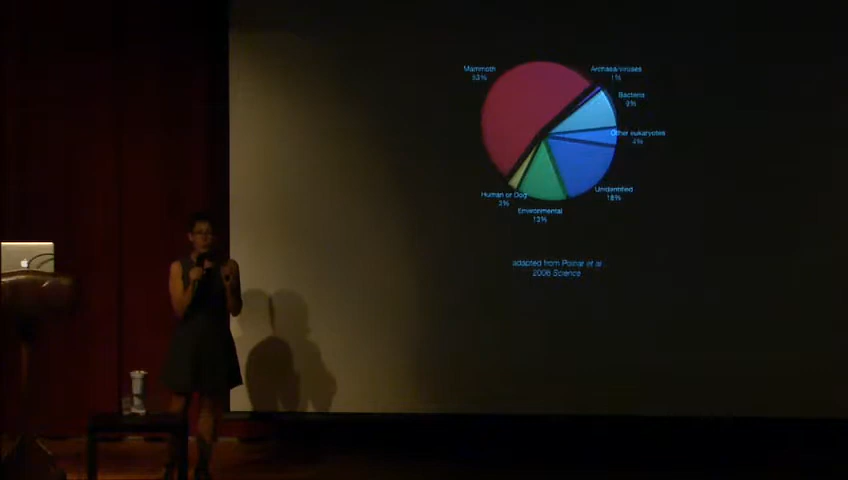 Mammoth
53%
Archaea/viruses
1%
Bacteria
9%
Other eukaryotes
4%
Unidentified
18%
Human or Dog
2%
Environmental
13%
adapted from Poinar et al
2006 Science